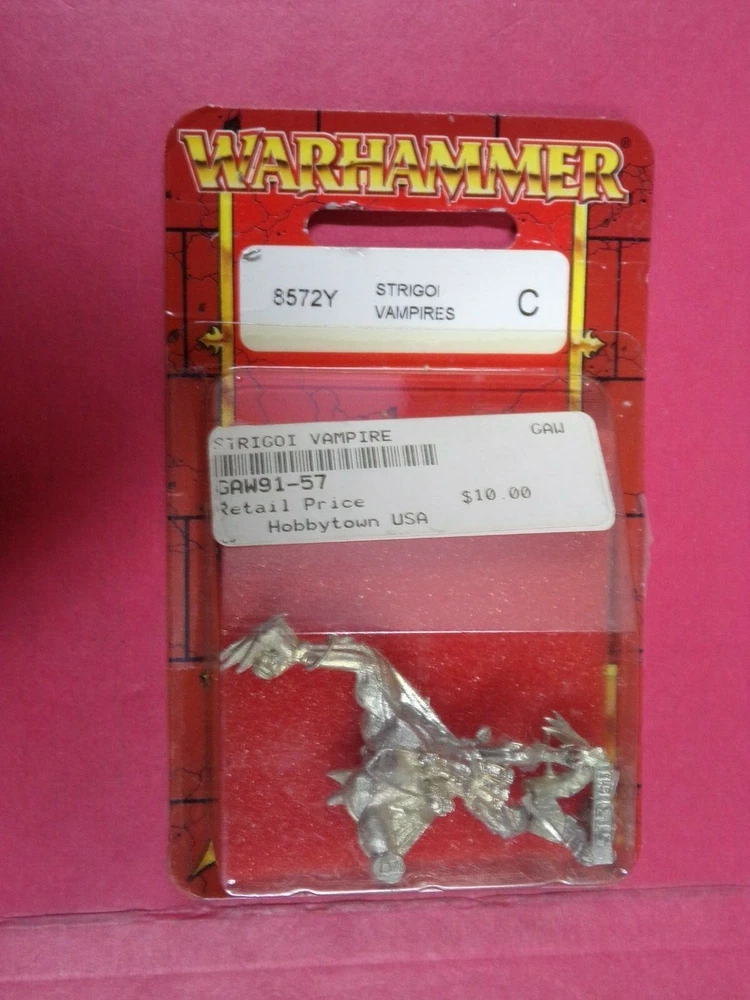 WARHAMMER®
8572Y STRIGOI VAMPIRES C
STRIGOI VAMPIRE GAW
GAW91-57
Retail Price $10.00
Hobbytown USA